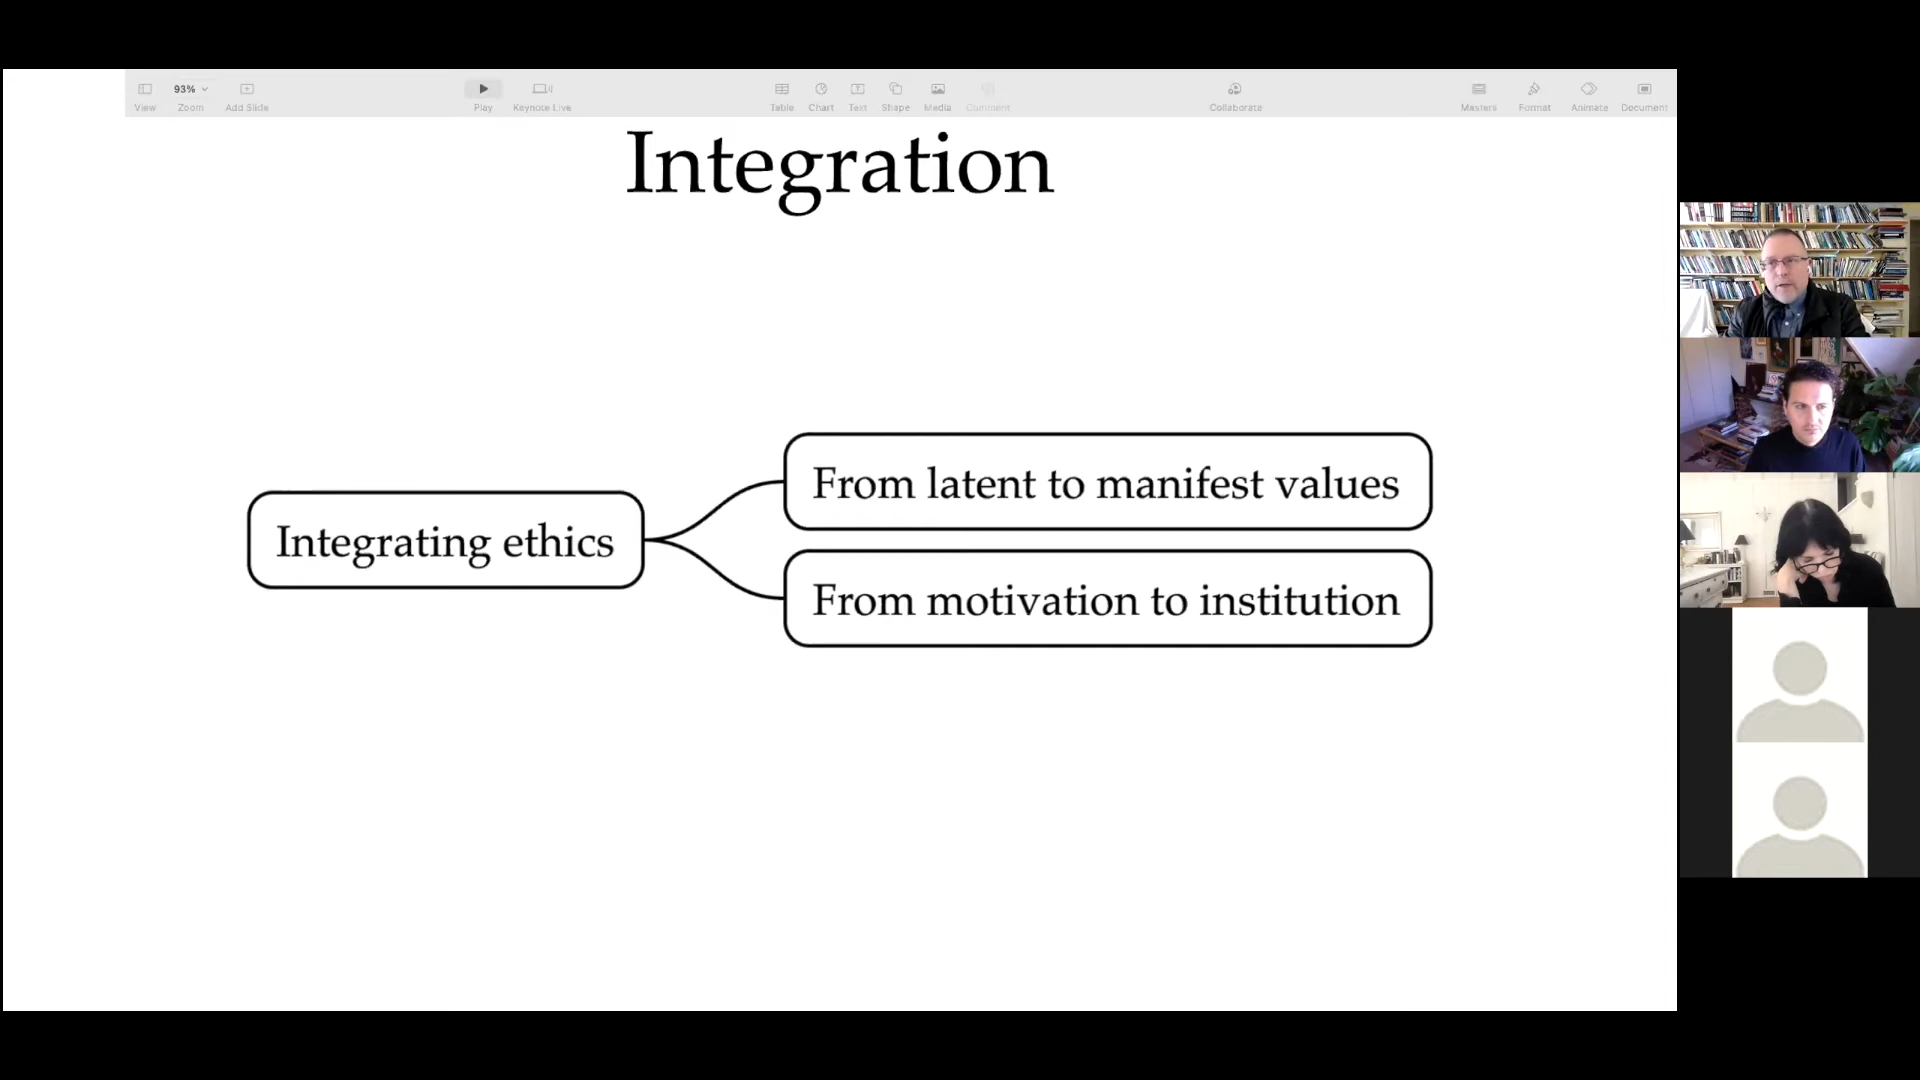 93%
View
Zoom
Add Slide
Play
Keynote Live
Table
Chart
Text
Shape
Media
Comment
Collaborate
Masters
Format
Animate
Document
Integration
Integrating ethics
From latent to manifest values
From motivation to institution